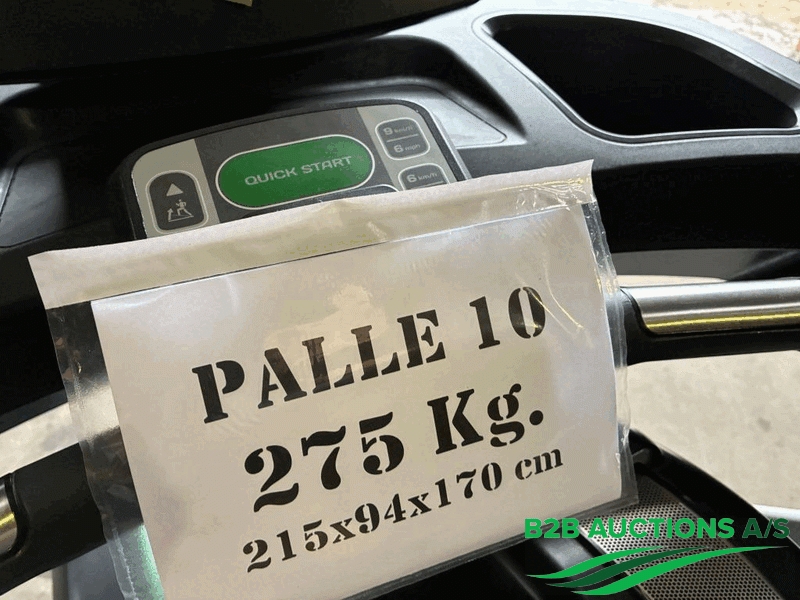 QUICK START
9 km/h
6 mph
6 km/h
PALLE 10
275 Kg.
215x94x170 cm
B2B AUCTIONS A/S